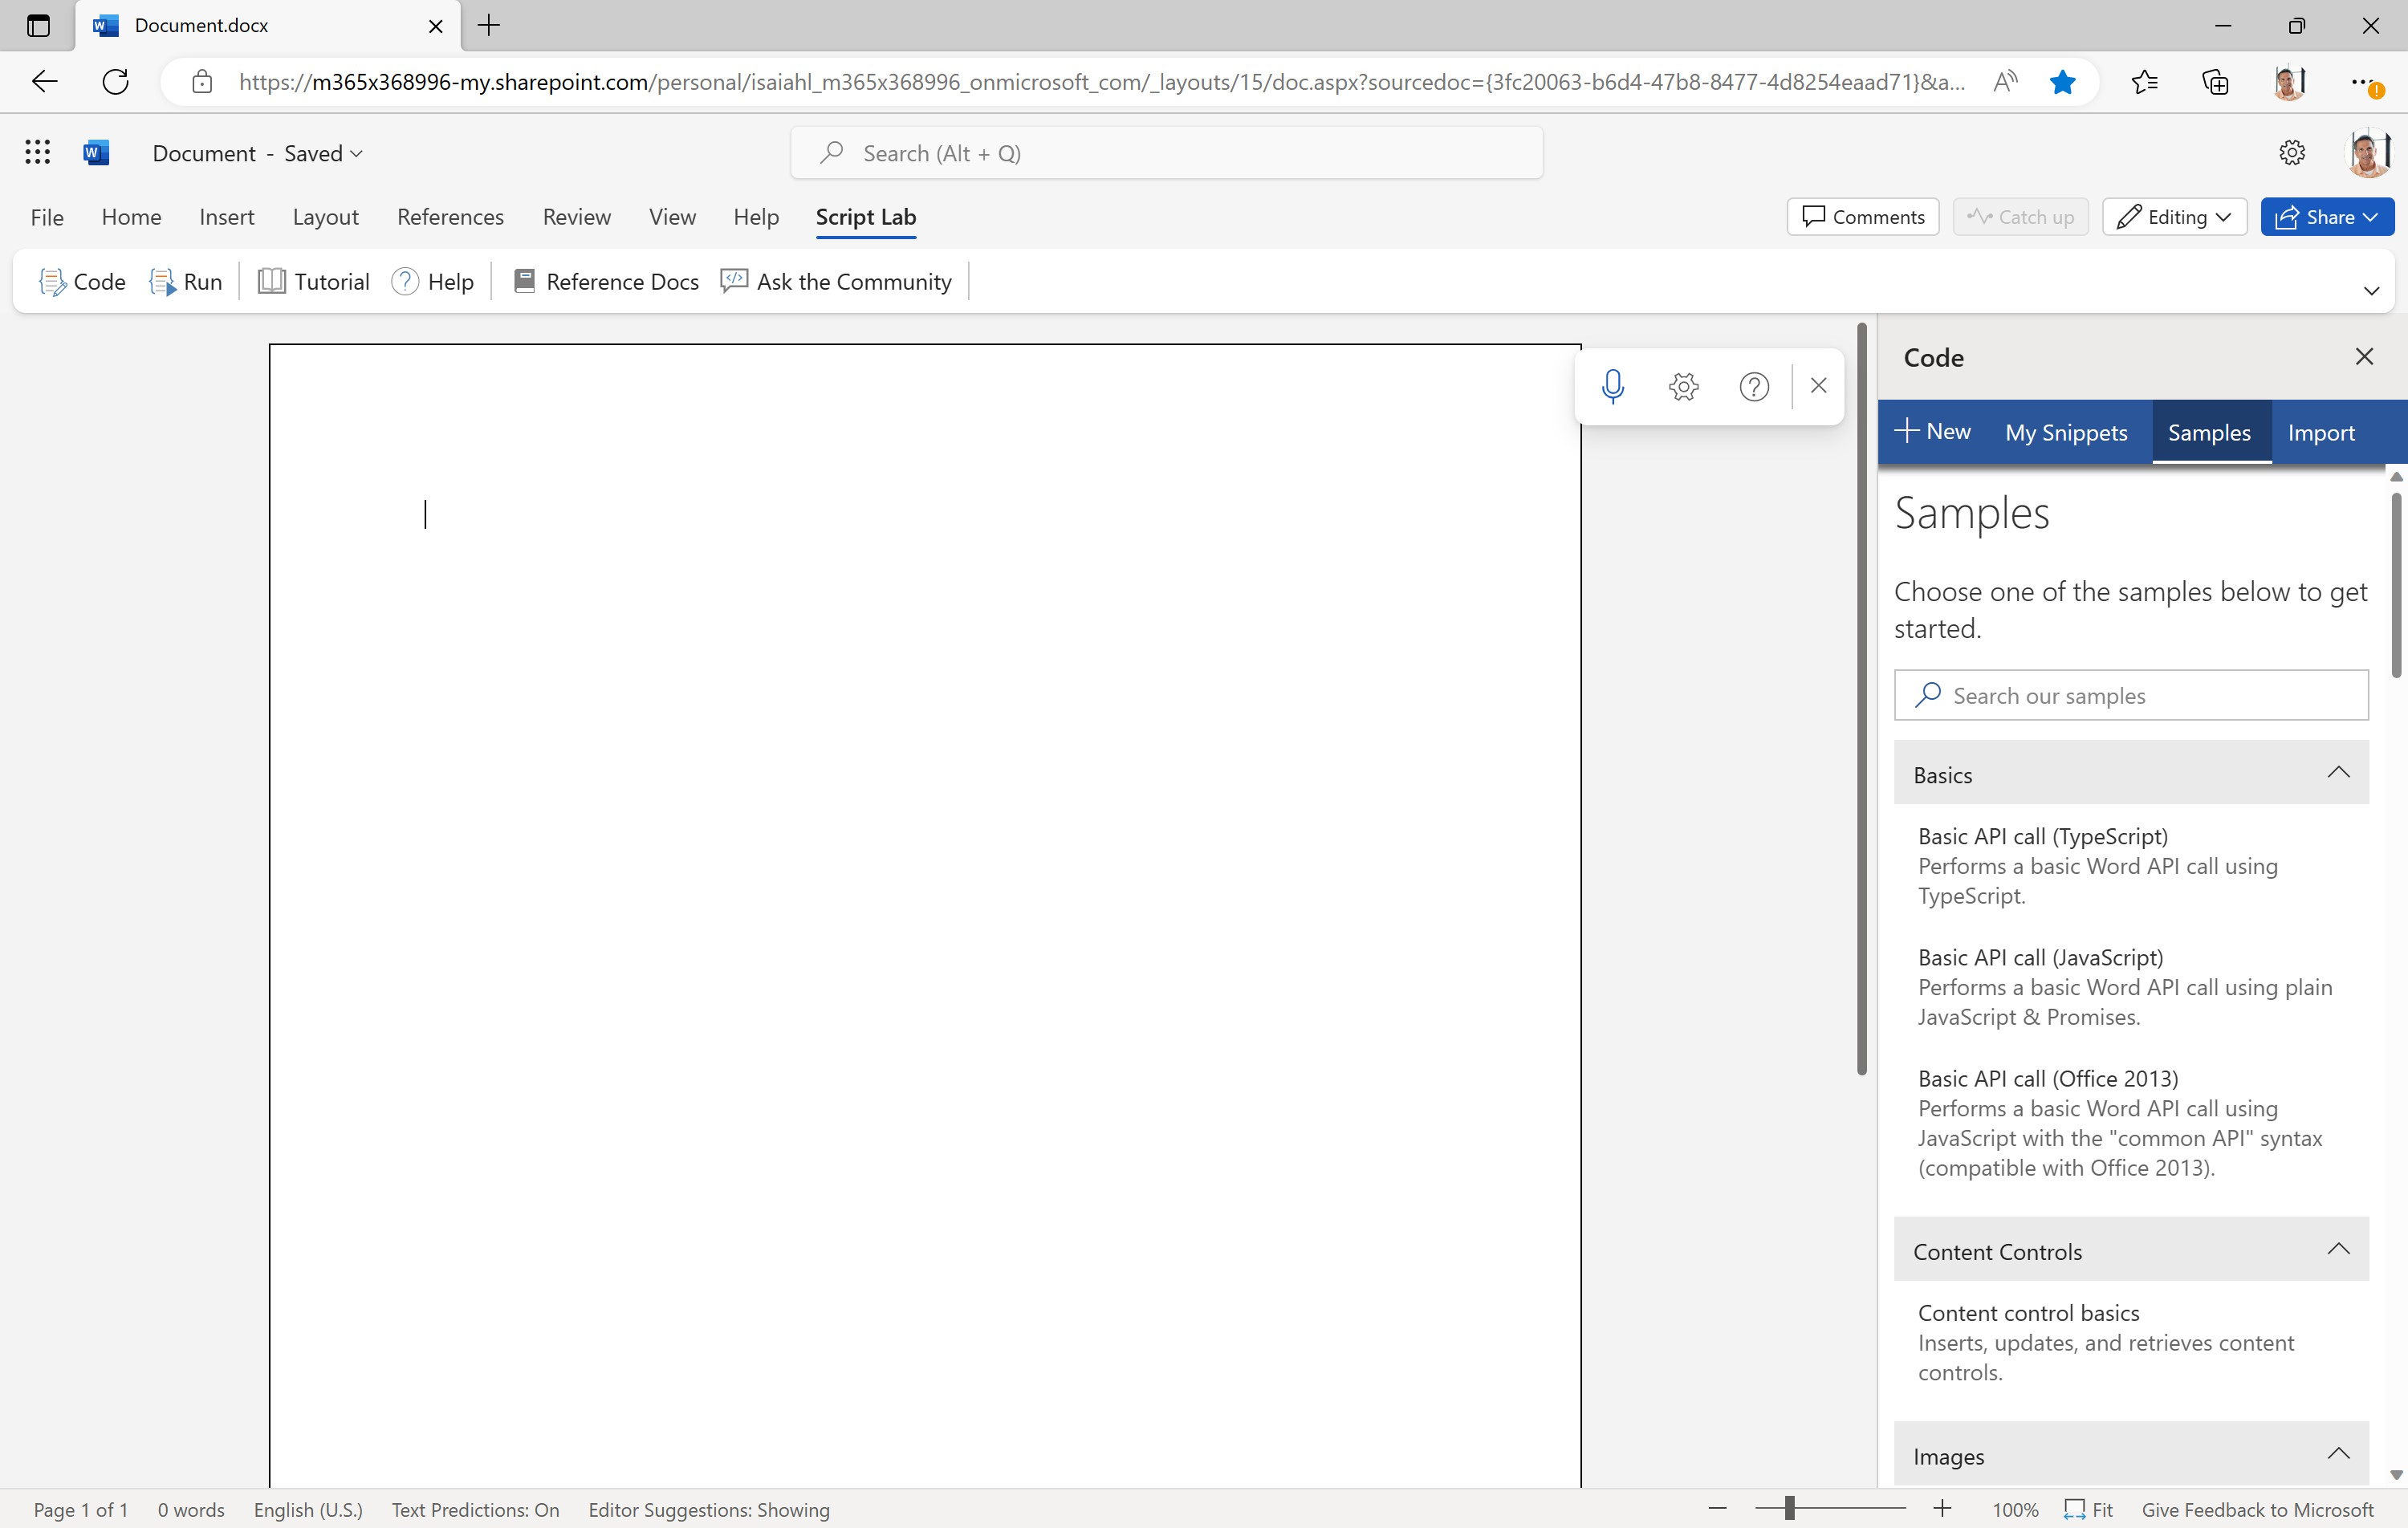 Document.docx
https://m365x368996-my.sharepoint.com/personal/isaiahl_m365x368996_onmicrosoft_com/_layouts/15/doc.aspx?sourcedoc={3fc20063-b6d4-47b8-8477-4d8254eaad71}&a...
Document - Saved
Search (Alt + Q)
File Home Insert Layout References Review View Help Script Lab
Comments Catch up Editing Share
Code Run Tutorial Help Reference Docs Ask the Community
Code
New My Snippets Samples Import
Samples
Choose one of the samples below to get
started.
Search our samples
Basics
Basic API call (TypeScript)
Performs a basic Word API call using
TypeScript.
Basic API call (JavaScript)
Performs a basic Word API call using plain
JavaScript & Promises.
Basic API call (Office 2013)
Performs a basic Word API call using
JavaScript with the "common API" syntax
(compatible with Office 2013).
Content Controls
Content control basics
Inserts, updates, and retrieves content
controls.
Images
Page 1 of 1 0 words English (U.S.) Text Predictions: On Editor Suggestions: Showing 100% Fit Give Feedback to Microsoft